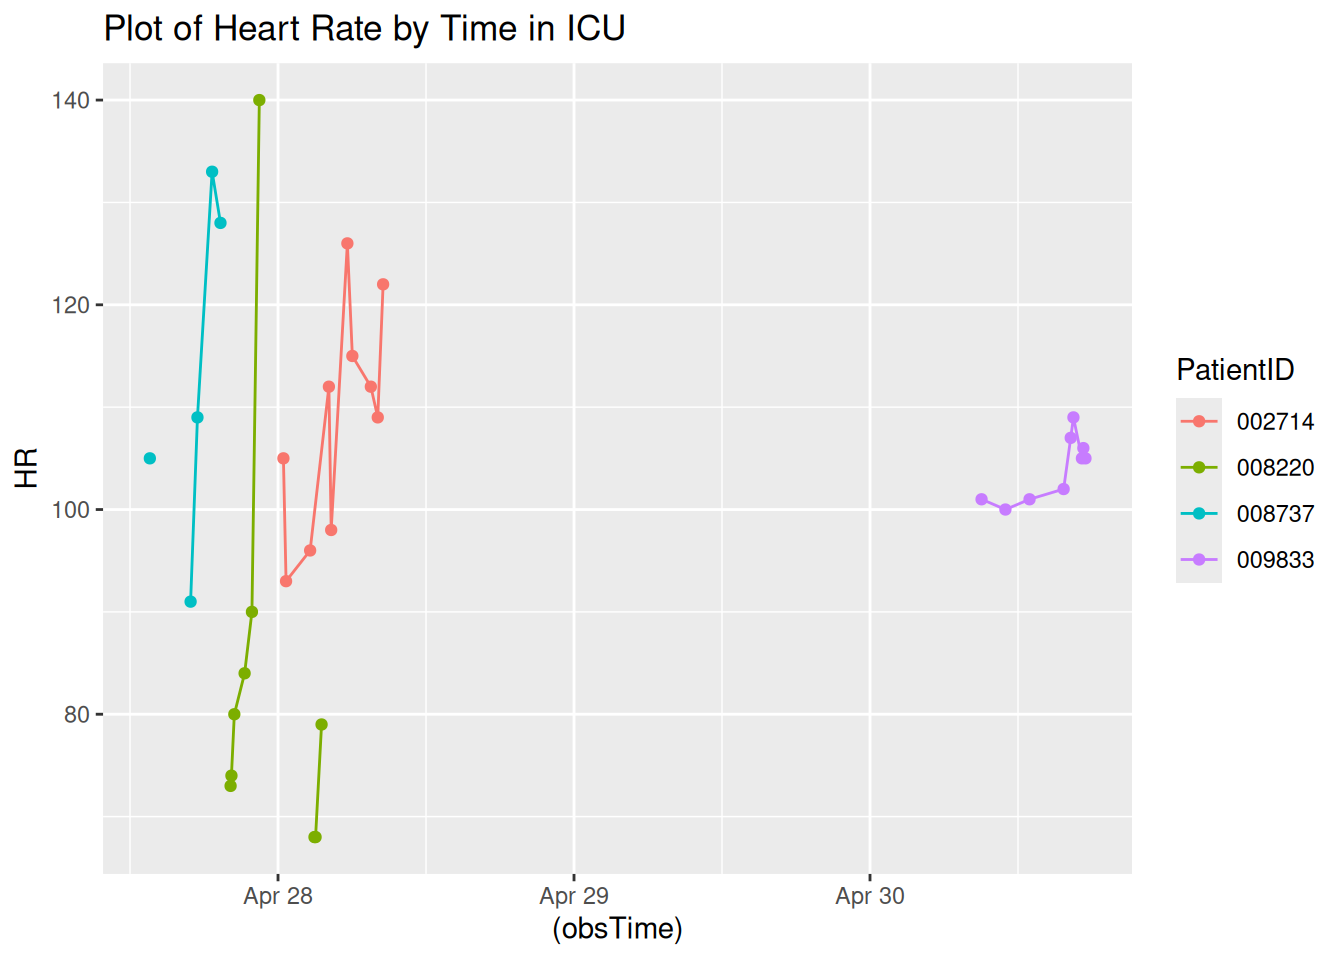 Plot of Heart Rate by Time in ICU
140
120
100
80
HR
Apr 28
Apr 29
Apr 30
(obsTime)
PatientID
002714
008220
008737
009833